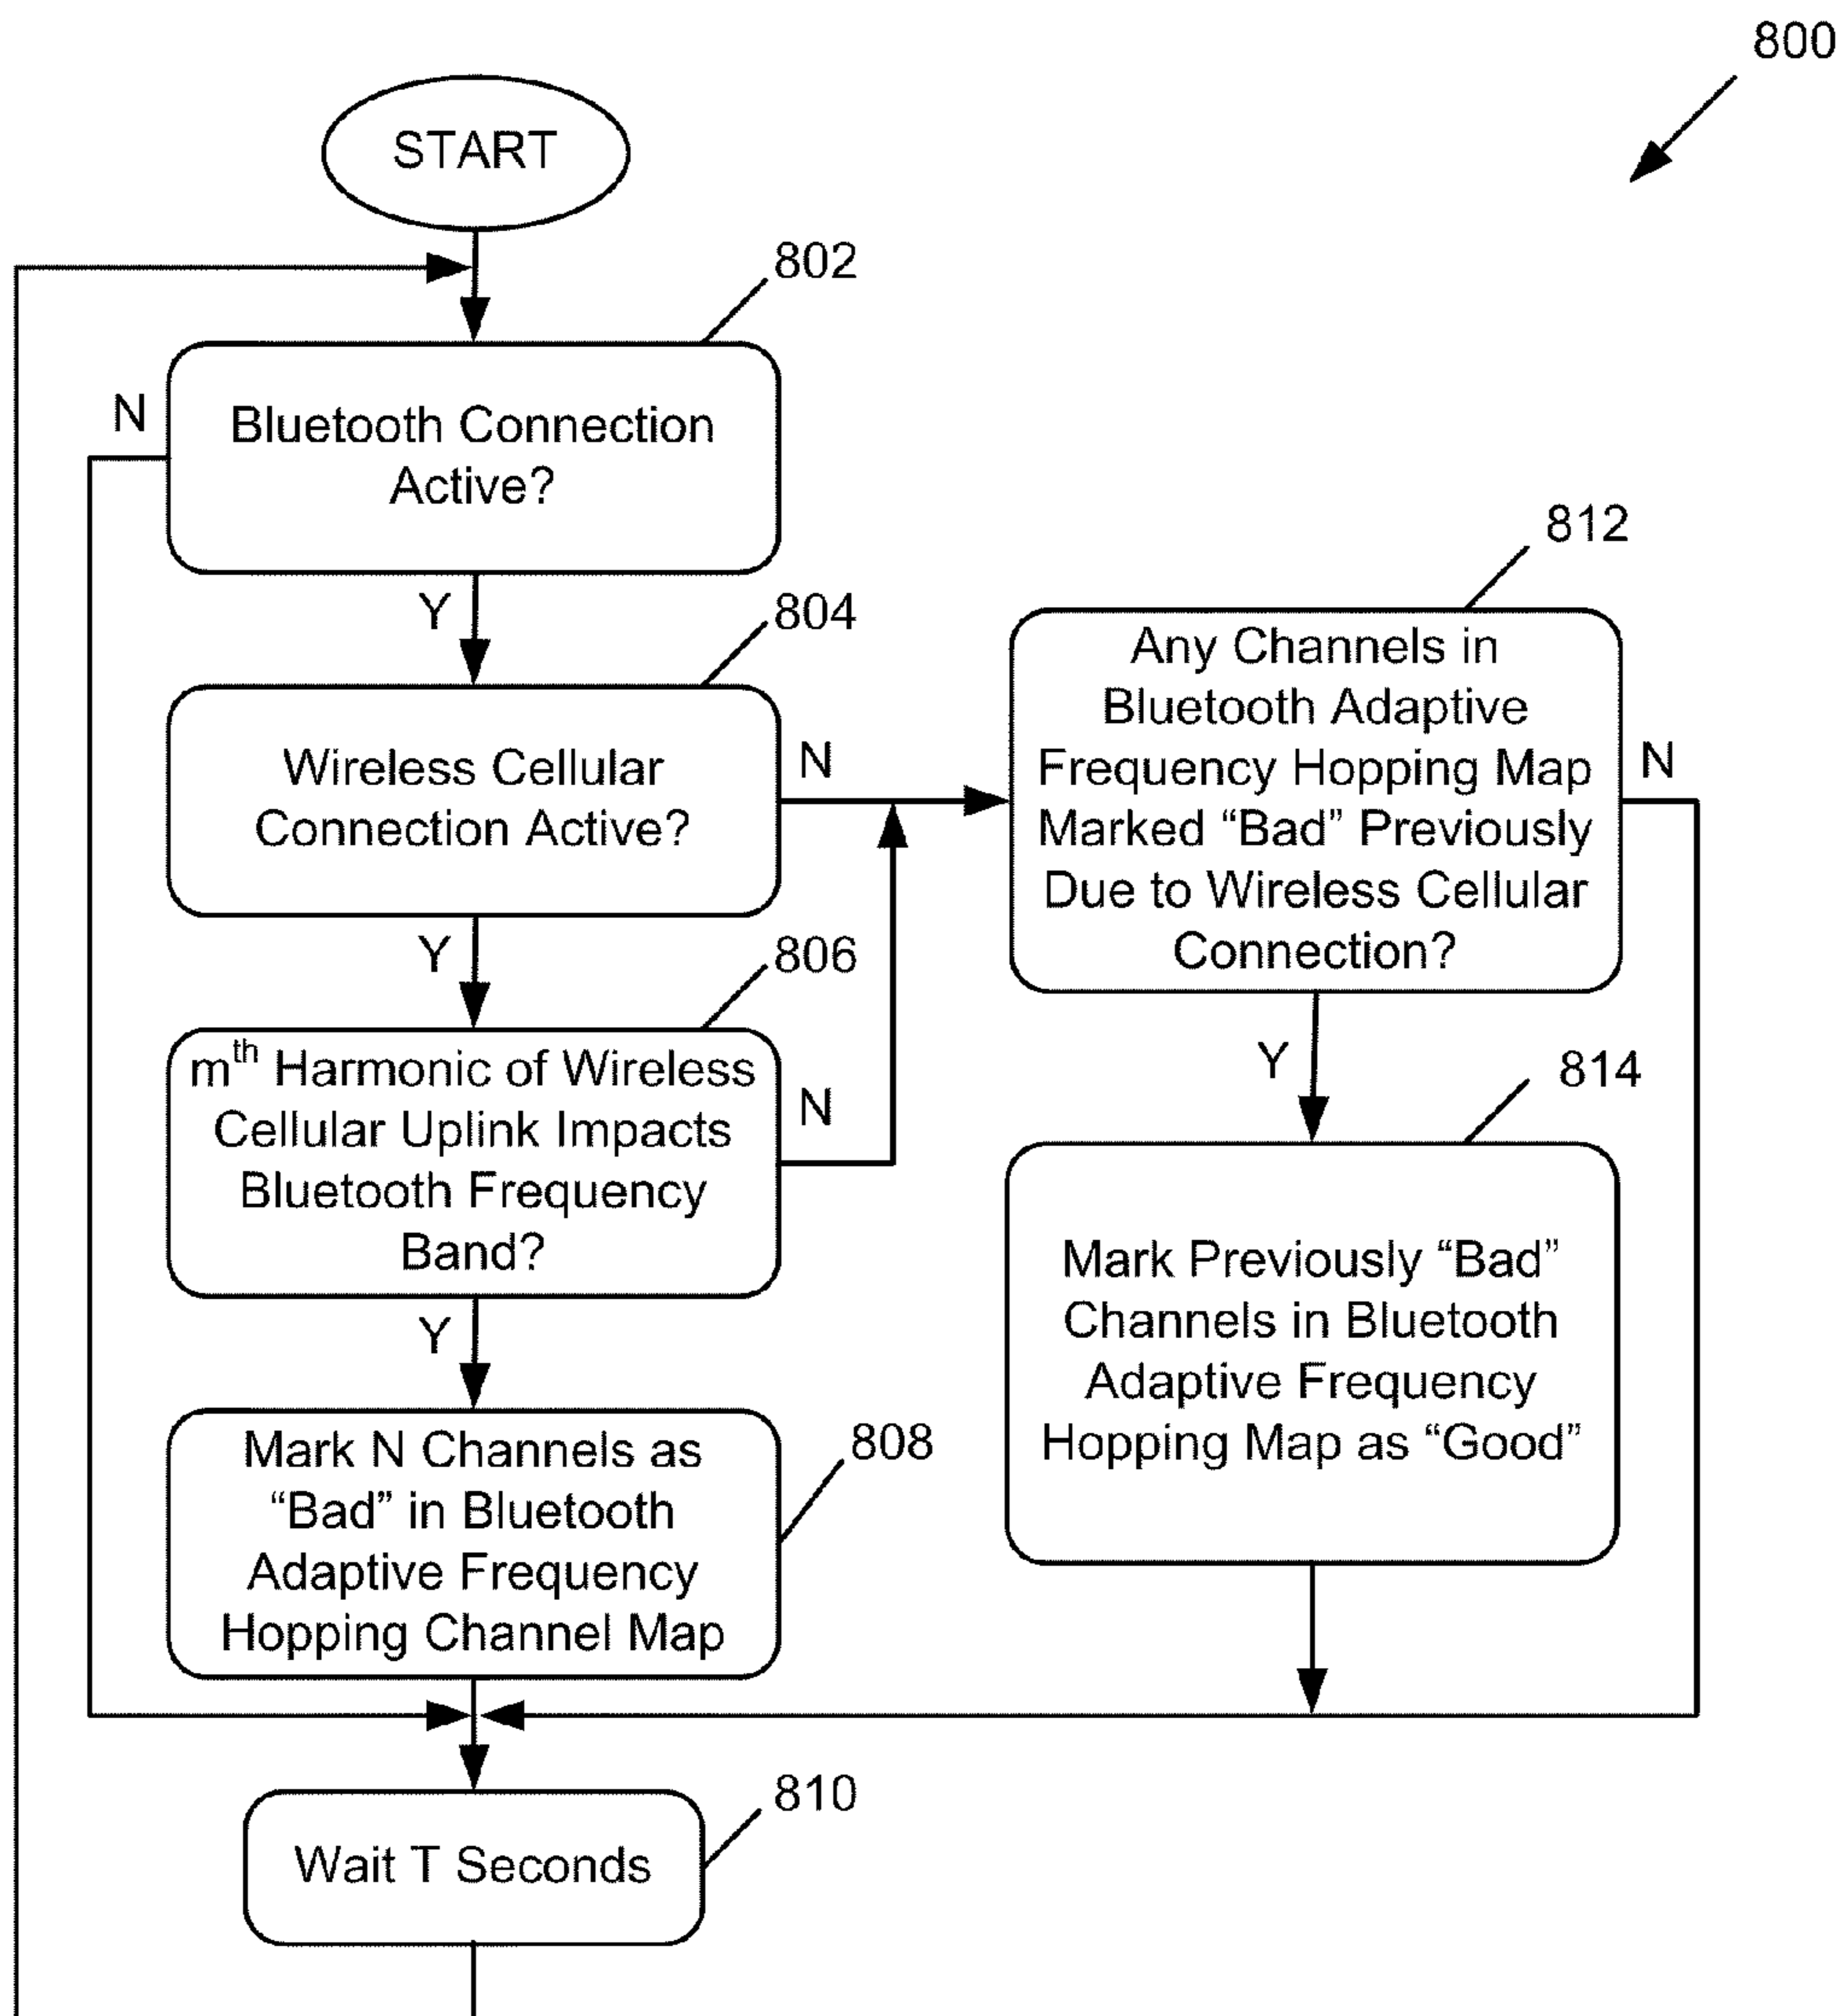 800
START
802
N
Bluetooth Connection
Active?
Y
804
Wireless Cellular
Connection Active?
N
Y
806
mth Harmonic of Wireless
Cellular Uplink Impacts
Bluetooth Frequency
Band?
N
Y
808
Mark N Channels as
“Bad” in Bluetooth
Adaptive Frequency
Hopping Channel Map
812
Any Channels in
Bluetooth Adaptive
Frequency Hopping Map
Marked “Bad” Previously
Due to Wireless Cellular
Connection?
N
Y
814
Mark Previously “Bad”
Channels in Bluetooth
Adaptive Frequency
Hopping Map as “Good”
810
Wait T Seconds